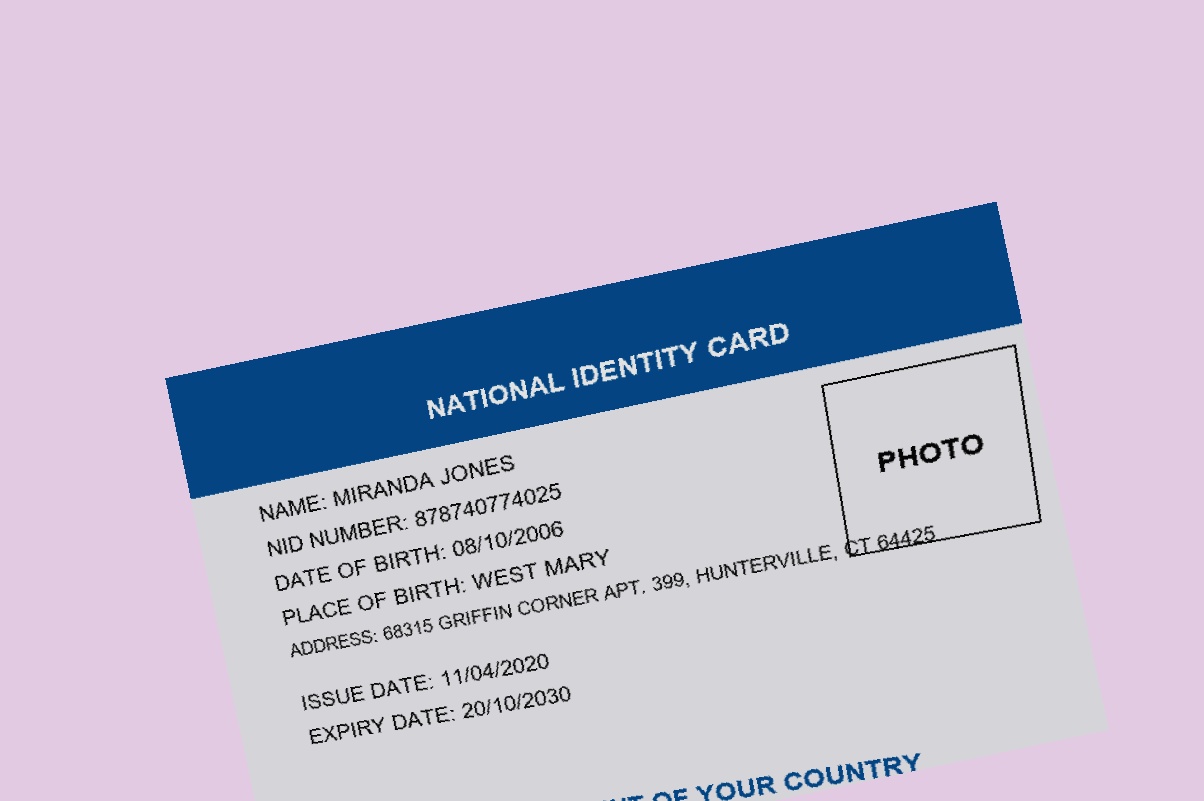 NATIONAL IDENTITY CARD
NAME: MIRANDA JONES
NID NUMBER: 878740774025
DATE OF BIRTH: 08/10/2006
PLACE OF BIRTH: WEST MARY
ADDRESS: 68315 GRIFFIN CORNER APT. 399, HUNTERVILLE, CT 64425
PHOTO
ISSUE DATE: 11/04/2020
EXPIRY DATE: 20/10/2030
OF YOUR COUNTRY